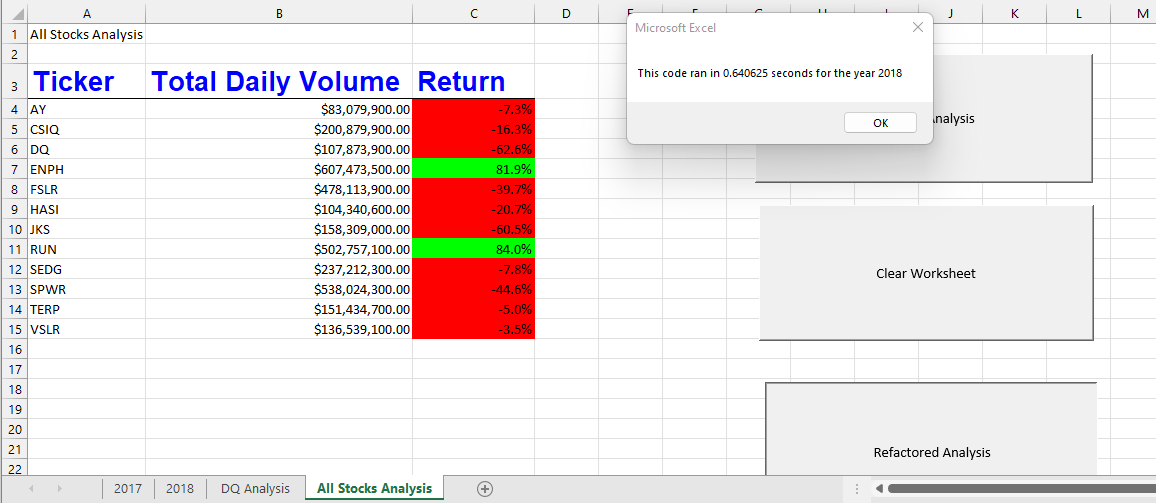 A B C D E F G H I J K L M
Microsoft Excel
This code ran in 0.640625 seconds for the year 2018
OK
1 All Stocks Analysis
2
3 Ticker Total Daily Volume Return
4 AY $83,079,900.00 -7.3%
5 CSIQ $200,879,900.00 -16.3%
6 DQ $107,873,900.00 -62.6%
7 ENPH $607,473,500.00 81.9%
8 FSLR $478,113,900.00 -39.7%
9 HASI $104,340,600.00 -20.7%
10 JKS $158,309,000.00 -60.5%
11 RUN $502,757,100.00 84.0%
12 SEDG $237,212,300.00 -7.8%
13 SPWR $538,024,300.00 -44.6%
14 TERP $151,434,700.00 -5.0%
15 VSLR $136,539,100.00 -3.5%
16
17
18
19
20
21
22
Analysis
Clear Worksheet
Refactored Analysis
2017 2018 DQ Analysis All Stocks Analysis